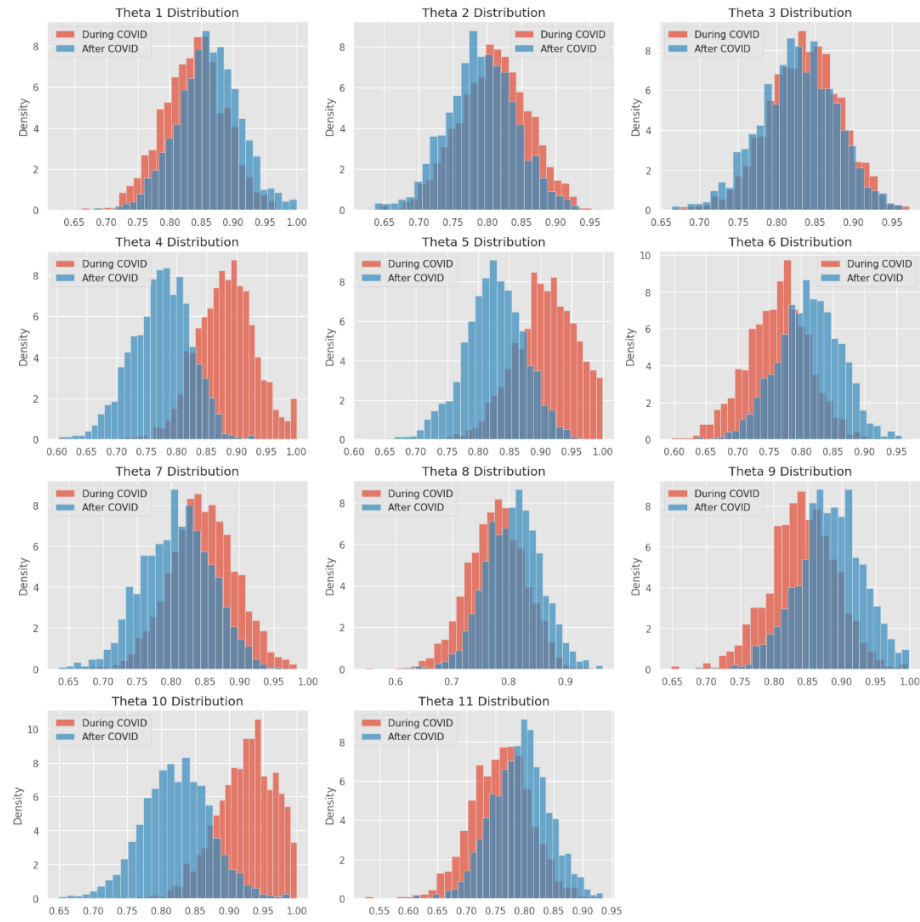 Theta 1 Distribution
During COVID
After COVID
Density
8
6
4
2
0
0.65 0.70 0.75 0.80 0.85 0.90 0.95 1.00
Theta 2 Distribution
During COVID
After COVID
Density
8
6
4
2
0
0.65 0.70 0.75 0.80 0.85 0.90 0.95
Theta 3 Distribution
During COVID
After COVID
Density
8
6
4
2
0
0.70 0.75 0.80 0.85 0.90 0.95
Theta 4 Distribution
During COVID
After COVID
Density
8
6
4
2
0
0.60 0.65 0.70 0.75 0.80 0.85 0.90 0.95 1.00
Theta 5 Distribution
During COVID
After COVID
Density
8
6
4
2
0
0.65 0.70 0.75 0.80 0.85 0.90 0.95 1.00
Theta 6 Distribution
During COVID
After COVID
Density
10
8
6
4
2
0
0.60 0.65 0.70 0.75 0.80 0.85 0.90 0.95
Theta 7 Distribution
During COVID
After COVID
Density
8
6
4
2
0
0.65 0.70 0.75 0.80 0.85 0.90 0.95 1.00
Theta 8 Distribution
During COVID
After COVID
Density
8
6
4
2
0
0.6 0.7 0.8 0.9
Theta 9 Distribution
During COVID
After COVID
Density
8
6
4
2
0
0.65 0.70 0.75 0.80 0.85 0.90 0.95 1.00
Theta 10 Distribution
During COVID
After COVID
Density
10
8
6
4
2
0
0.65 0.70 0.75 0.80 0.85 0.90 0.95 1.00
Theta 11 Distribution
During COVID
After COVID
Density
8
6
4
2
0
0.55 0.60 0.65 0.70 0.75 0.80 0.85 0.90 0.95